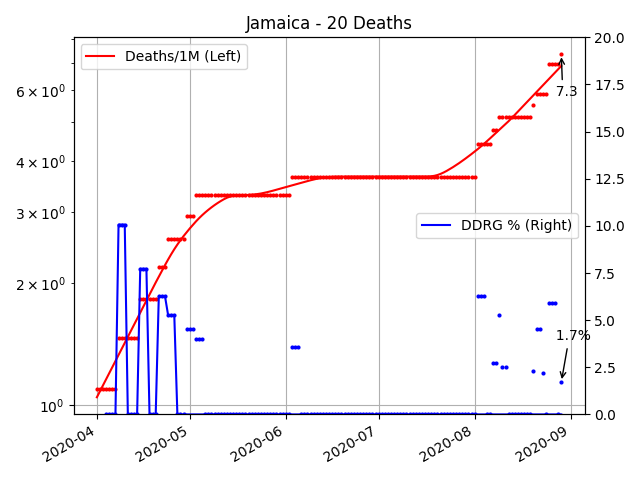 Jamaica - 20 Deaths
Deaths/1M (Left)
DDRG % (Right)
7.3
1.7%
6 × 10⁰
4 × 10⁰
3 × 10⁰
2 × 10⁰
10⁰
20.0
17.5
15.0
12.5
10.0
7.5
5.0
2.5
0.0
2020-04
2020-05
2020-06
2020-07
2020-08
2020-09